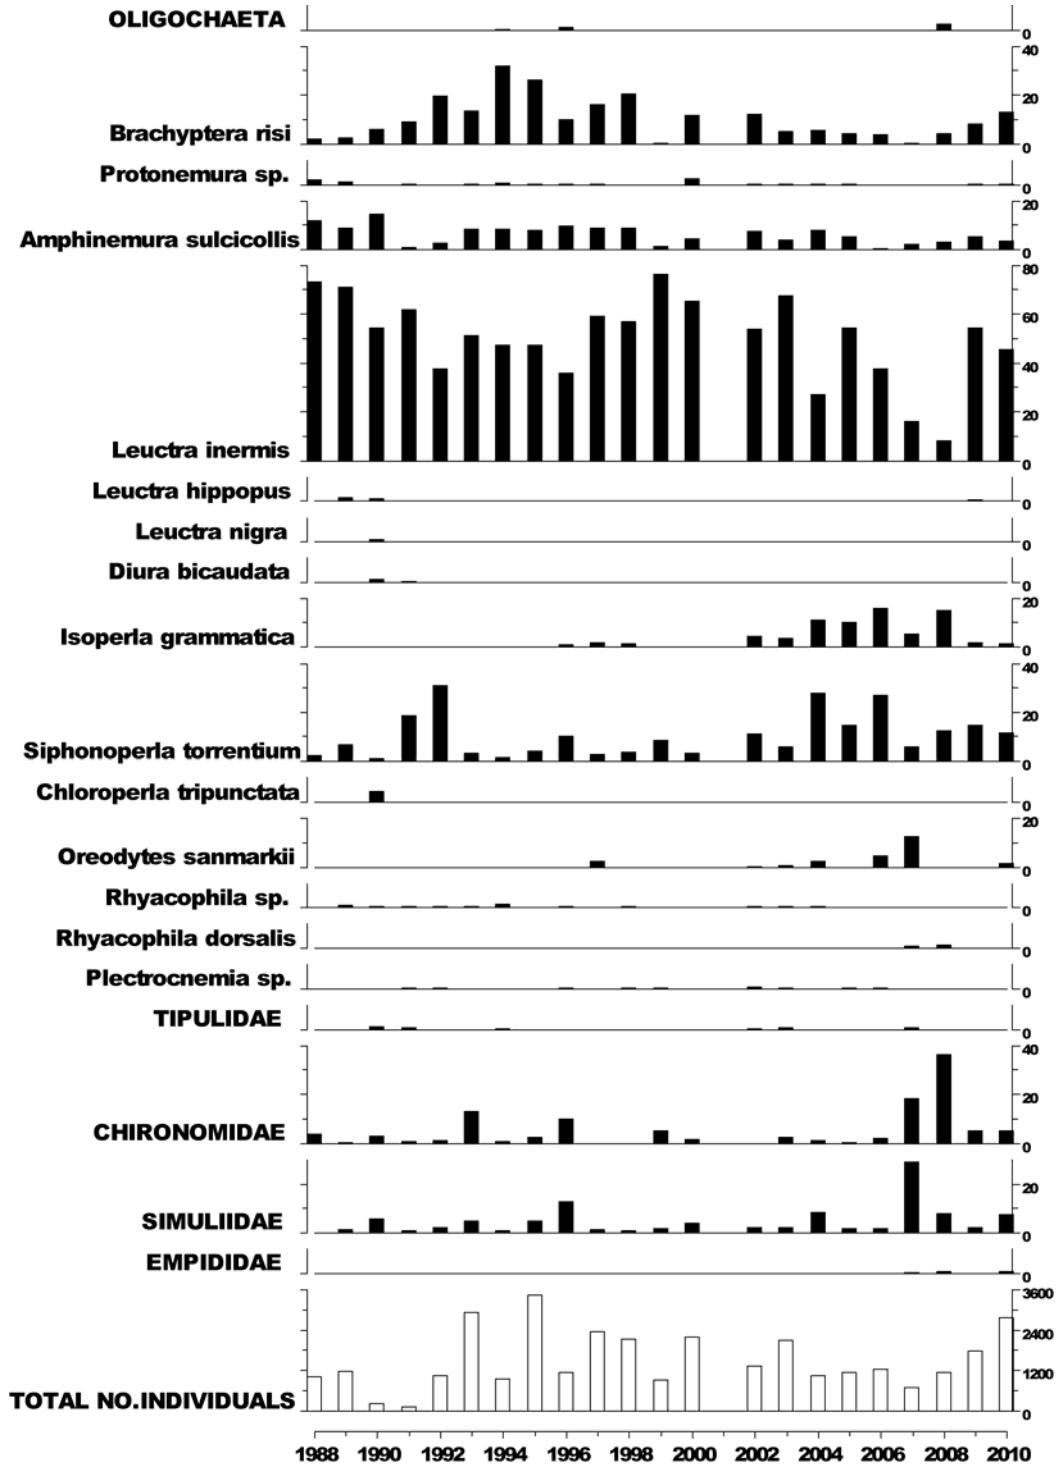 OLIGOCHAETA
0
40
20
Brachyptera risi
0
Protonemura sp.
0
20
Amphinemura sulcicollis
0
80
60
40
20
Leuctra inermis
0
Leuctra hippopus
0
Leuctra nigra
0
Diura bicaudata
0
20
Isoperla grammatica
0
40
20
Siphonoperla torrentium
0
Chloroperla tripunctata
0
20
Oreodytes sanmarkii
0
Rhyacophila sp.
0
Rhyacophila dorsalis
0
Plectrocnemia sp.
0
TIPULIDAE
0
40
20
CHIRONOMIDAE
0
20
SIMULIIDAE
0
EMPIDIDAE
0
3600
2400
1200
TOTAL NO.INDIVIDUALS
0
1988 1990 1992 1994 1996 1998 2000 2002 2004 2006 2008 2010